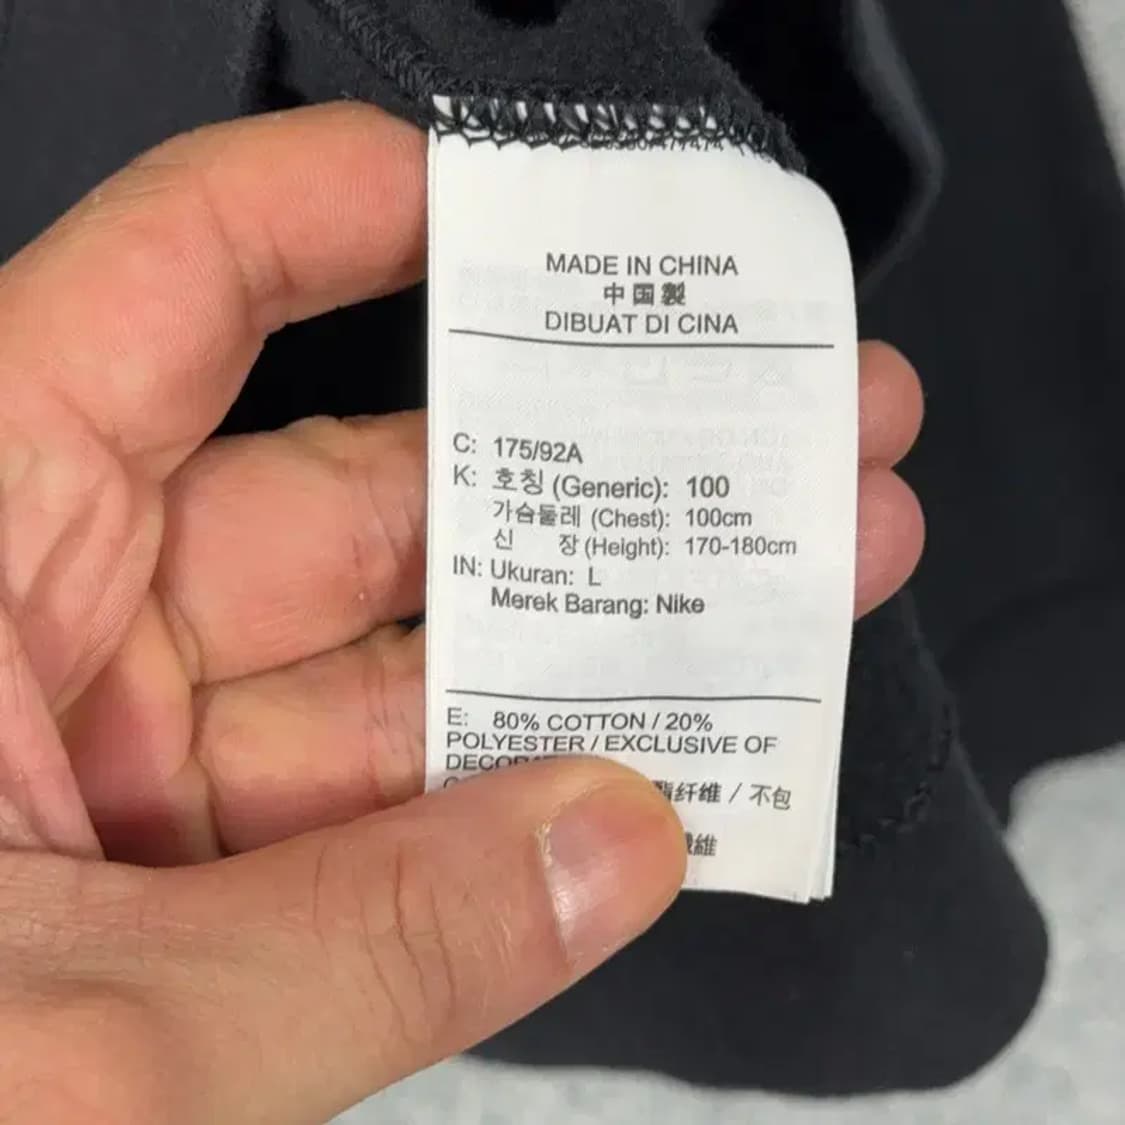 MADE IN CHINA
中国製
DIBUAT DI CINA
C: 175/92A
K: 호칭 (Generic): 100
가슴둘레 (Chest): 100cm
신 장 (Height): 170-180cm
IN: Ukuran: L
Merek Barang: Nike
E: 80% COTTON / 20%
POLYESTER / EXCLUSIVE OF
纤维 / 不包
維